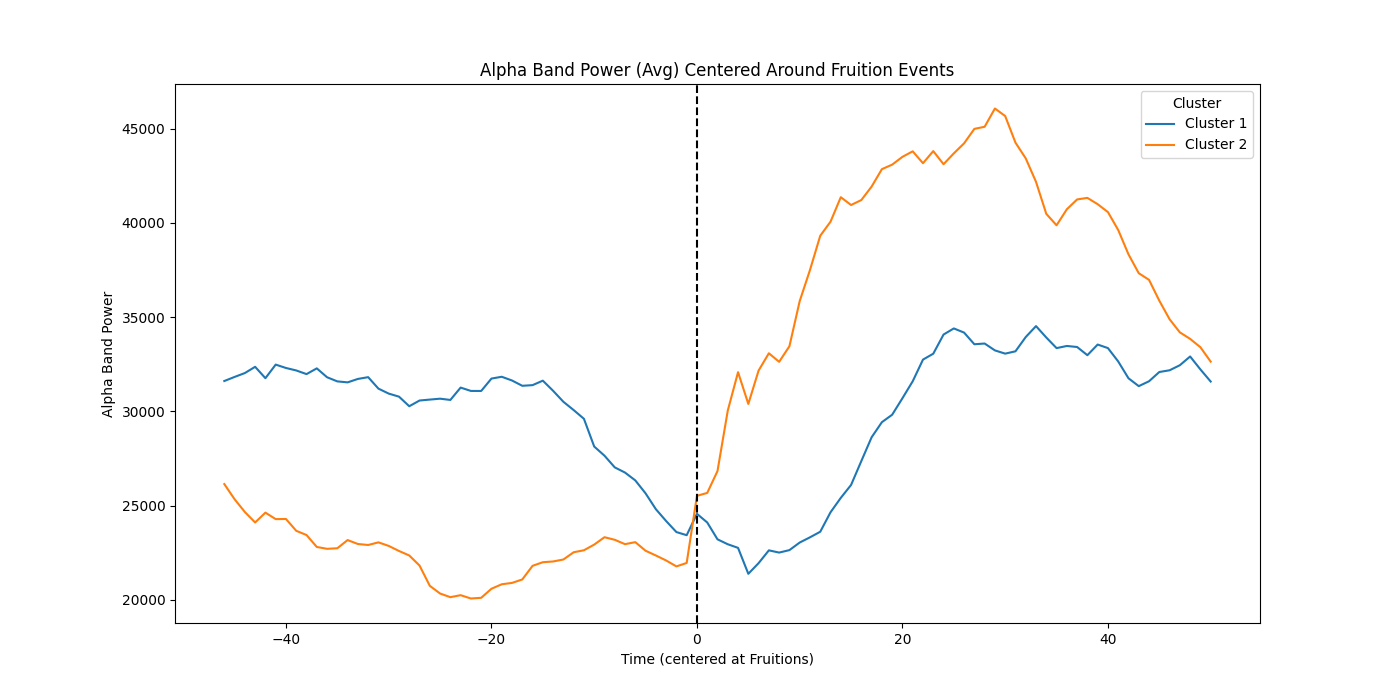 Alpha Band Power (Avg) Centered Around Fruition Events
Cluster
Cluster 1
Cluster 2
Alpha Band Power
45000
40000
35000
30000
25000
20000
−40
−20
0
20
40
Time (centered at Fruitions)